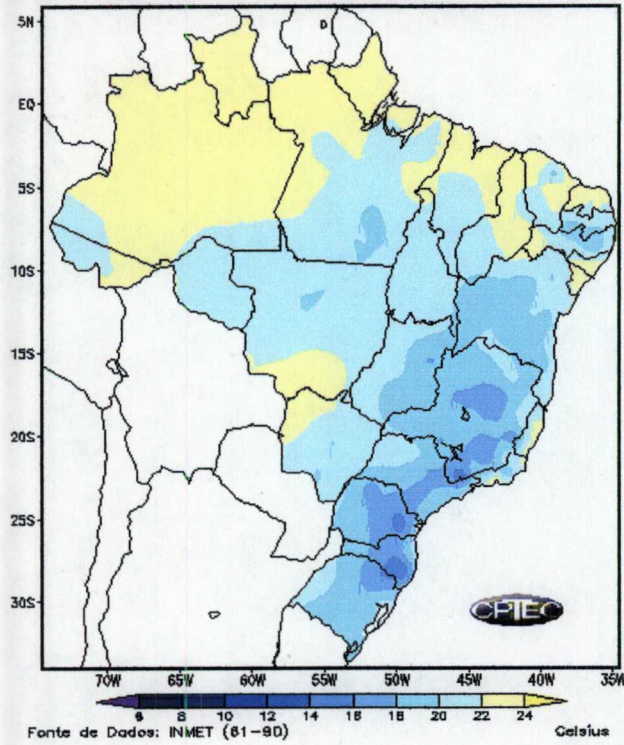 5N
EQ
5S
10S
15S
20S
25S
30S
CPTEC
70W 65W 60W 55W 50W 45W 40W 35W
6 8 10 12 14 16 18 20 22 24
Fonte de Dados: INMET (61-90) Celsius